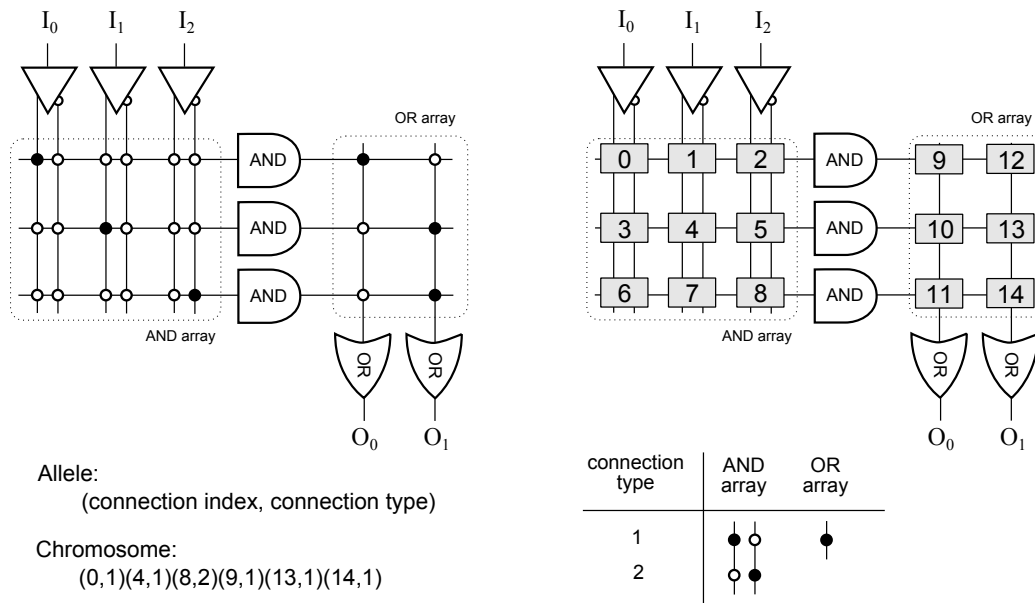 I0 I1 I2
OR array
AND
AND
AND
AND array
OR OR
O0 O1
Allele:
(connection index, connection type)
Chromosome:
(0,1)(4,1)(8,2)(9,1)(13,1)(14,1)
I0 I1 I2
OR array
0 1 2 AND 9 12
3 4 5 AND 10 13
6 7 8 AND 11 14
AND array
OR OR
O0 O1
connection AND OR
type array array
1
2